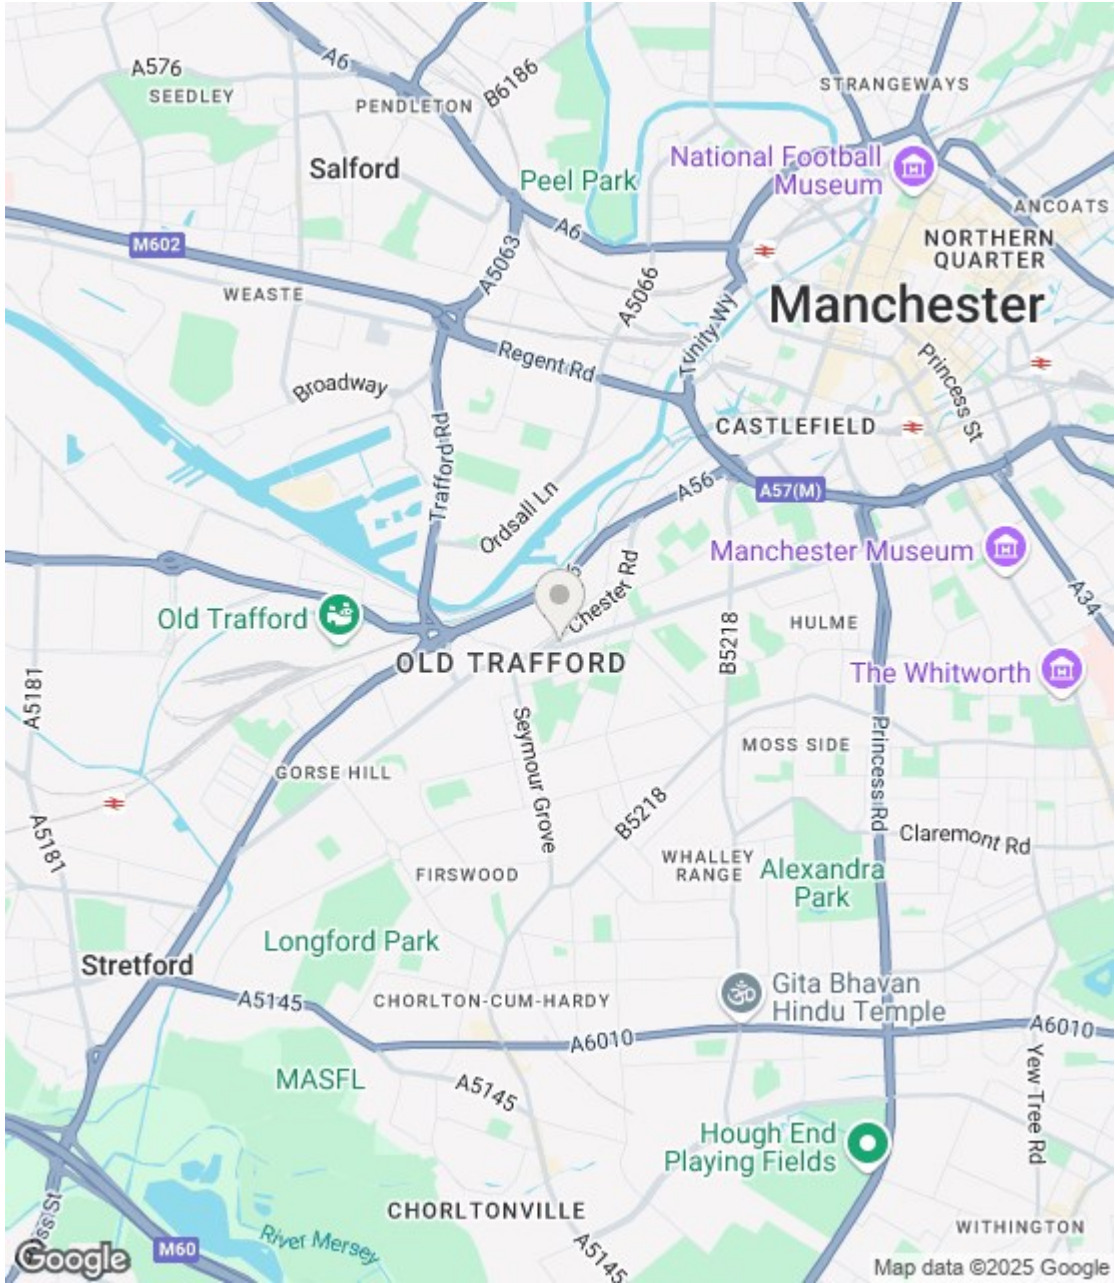 A576
SEEDLEY
A6
PENDLETON
B6186
STRANGEWAYS
Salford
Peel Park
National Football
Museum
ANCOATS
M602
A6
A5063
NORTHERN
QUARTER
WEASTE
A5066
Manchester
Trinity Wy
Regent Rd
Princess St
Broadway
Trafford Rd
CASTLEFIELD
A56
A57(M)
Ordsall Ln
Manchester Museum
Chester Rd
A34
Old Trafford
B5218
HULME
OLD TRAFFORD
The Whitworth
A5181
Seymour Grove
Princess Rd
MOSS SIDE
GORSE HILL
B5218
A5181
Claremont Rd
FIRSWOOD
WHALLEY
RANGE
Alexandra
Park
Longford Park
Stretford
Gita Bhavan
Hindu Temple
A5145
CHORLTON-CUM-HARDY
A6010
A6010
MASFL
A5145
Yew Tree Rd
Hough End
Playing Fields
CHORLTONVILLE
River Mersey
WITHINGTON
M60
A5145
Google
Map data ©2025 Google